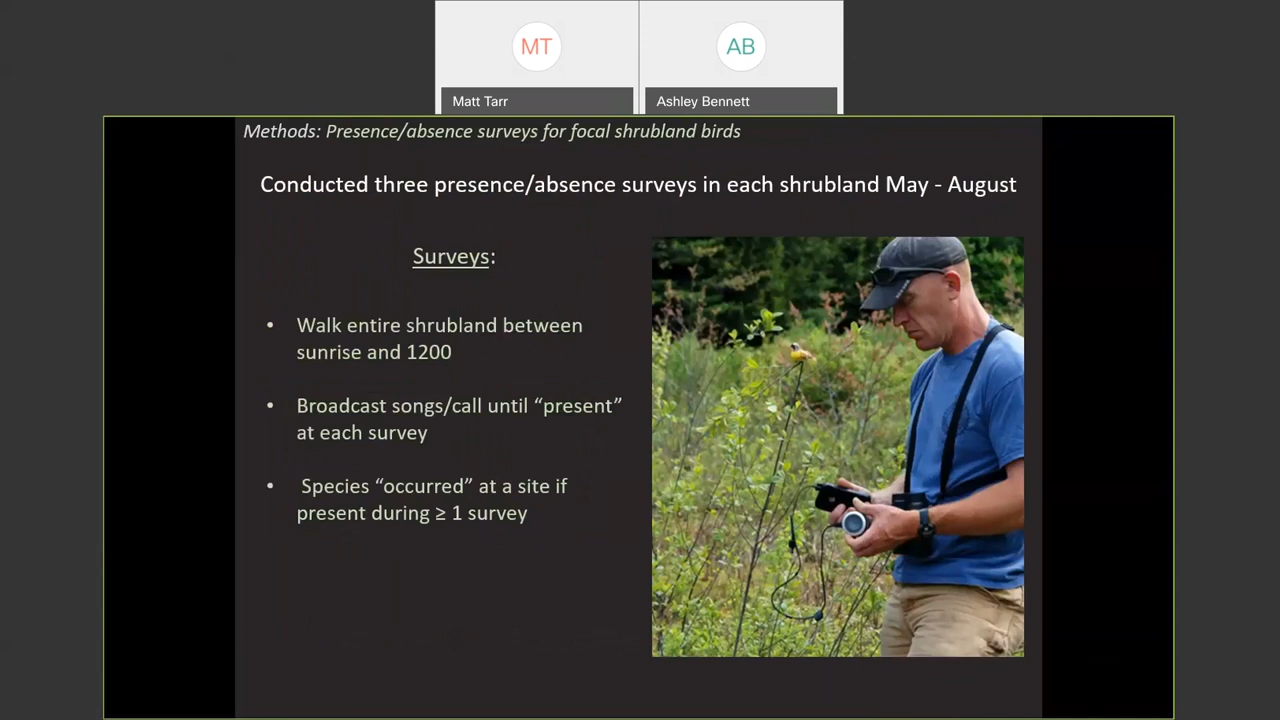 MT
AB
Matt Tarr
Ashley Bennett
Methods: Presence/absence surveys for focal shrubland birds
Conducted three presence/absence surveys in each shrubland May - August
Surveys:
• Walk entire shrubland between
sunrise and 1200
• Broadcast songs/call until “present”
at each survey
• Species “occurred” at a site if
present during ≥ 1 survey